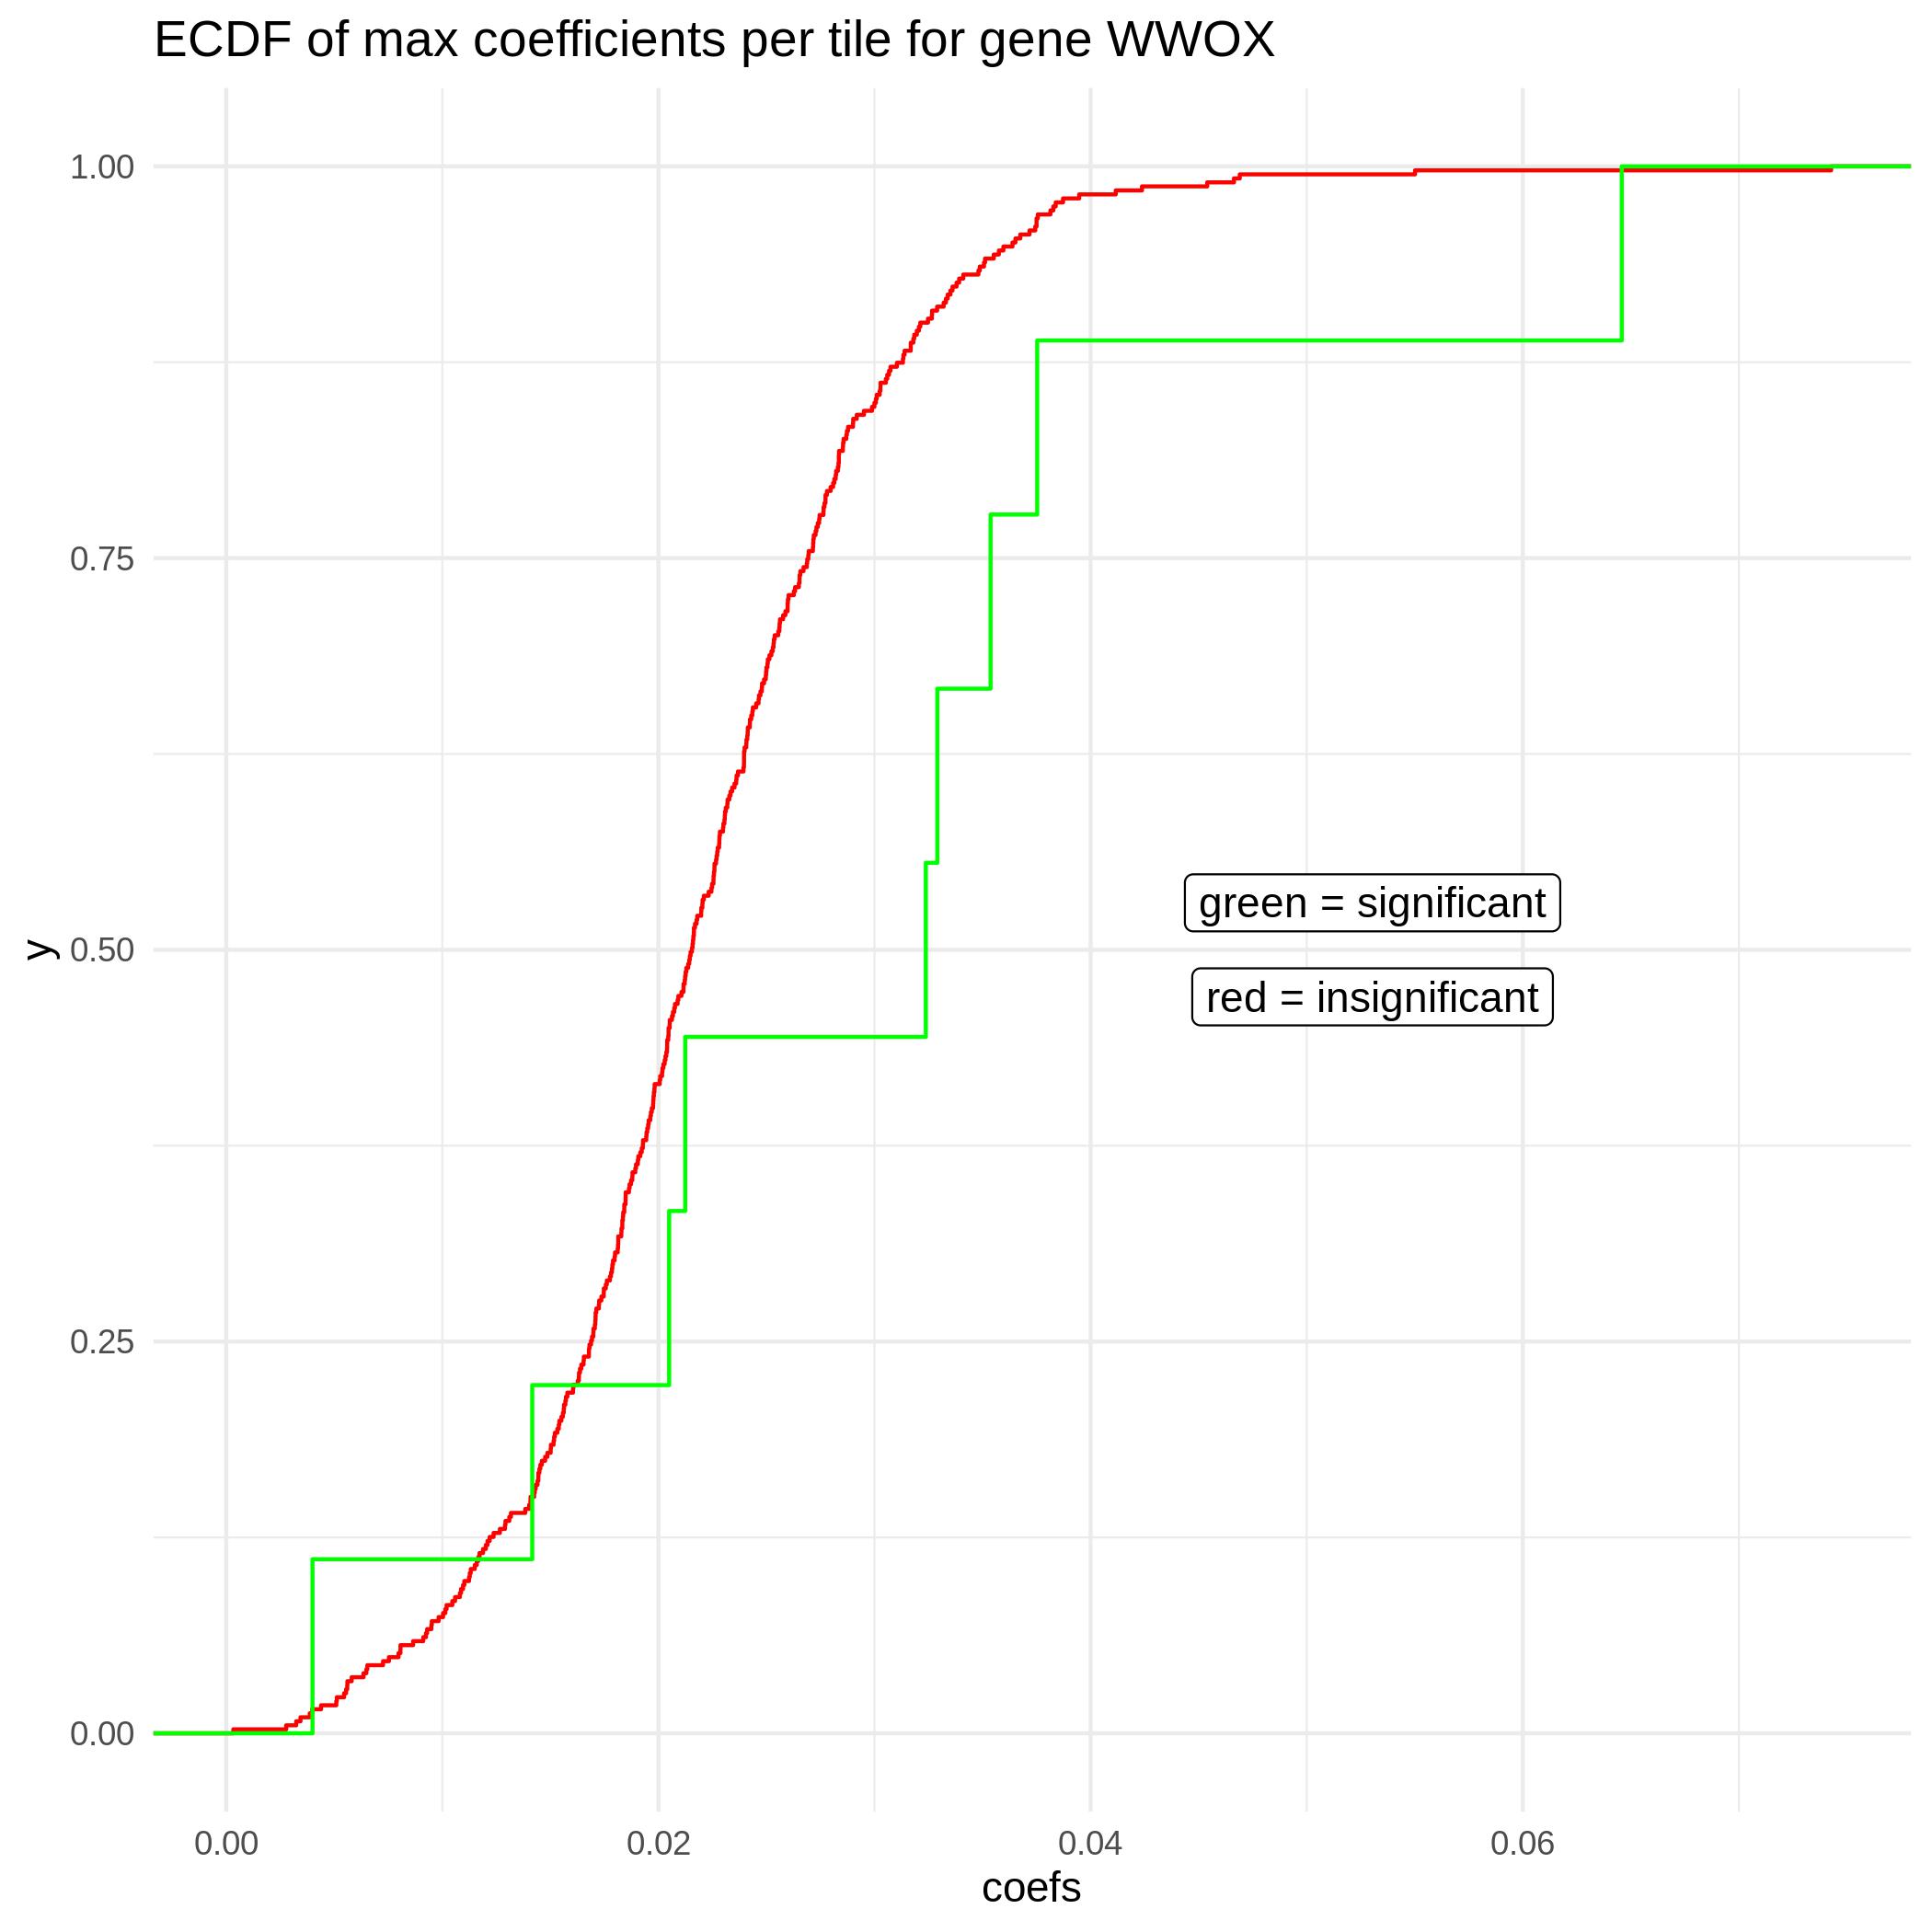 ECDF of max coefficients per tile for gene WWOX
1.00
0.75
0.50
0.25
0.00
y
green = significant
red = insignificant
0.00 0.02 0.04 0.06
coefs